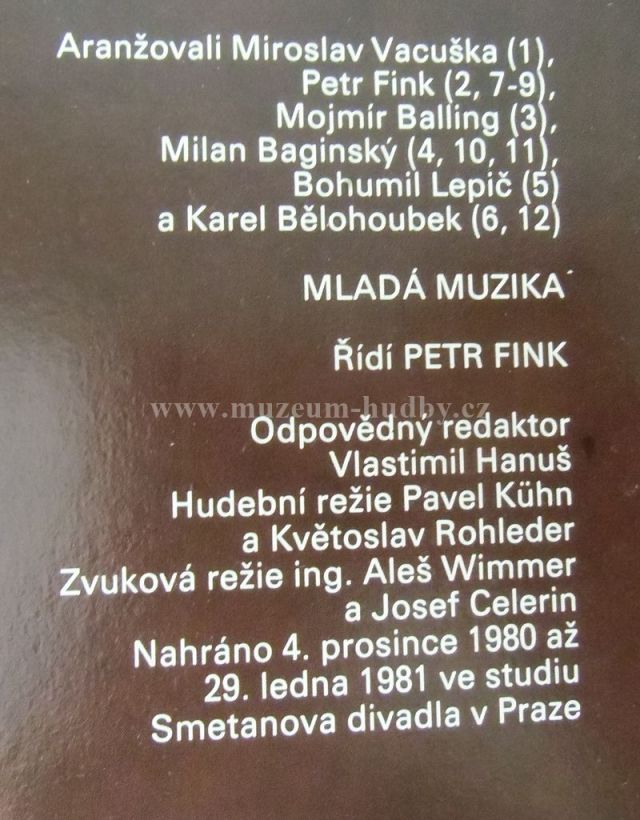 Aranžovali Miroslav Vacuška (1),
Petr Fink (2, 7-9),
Mojmír Balling (3),
Milan Baginský (4, 10, 11),
Bohumil Lepič (5)
a Karel Bělohoubek (6, 12)
MLADÁ MUZIKA
Řídí PETR FINK
www.muzeum-hudby.cz
Odpovědný redaktor
Vlastimil Hanuš
Hudební režie Pavel Kühn
a Květoslav Rohleder
Zvuková režie ing. Aleš Wimmer
a Josef Celerin
Nahráno 4. prosince 1980 až
29. ledna 1981 ve studiu
Smetanova divadla v Praze